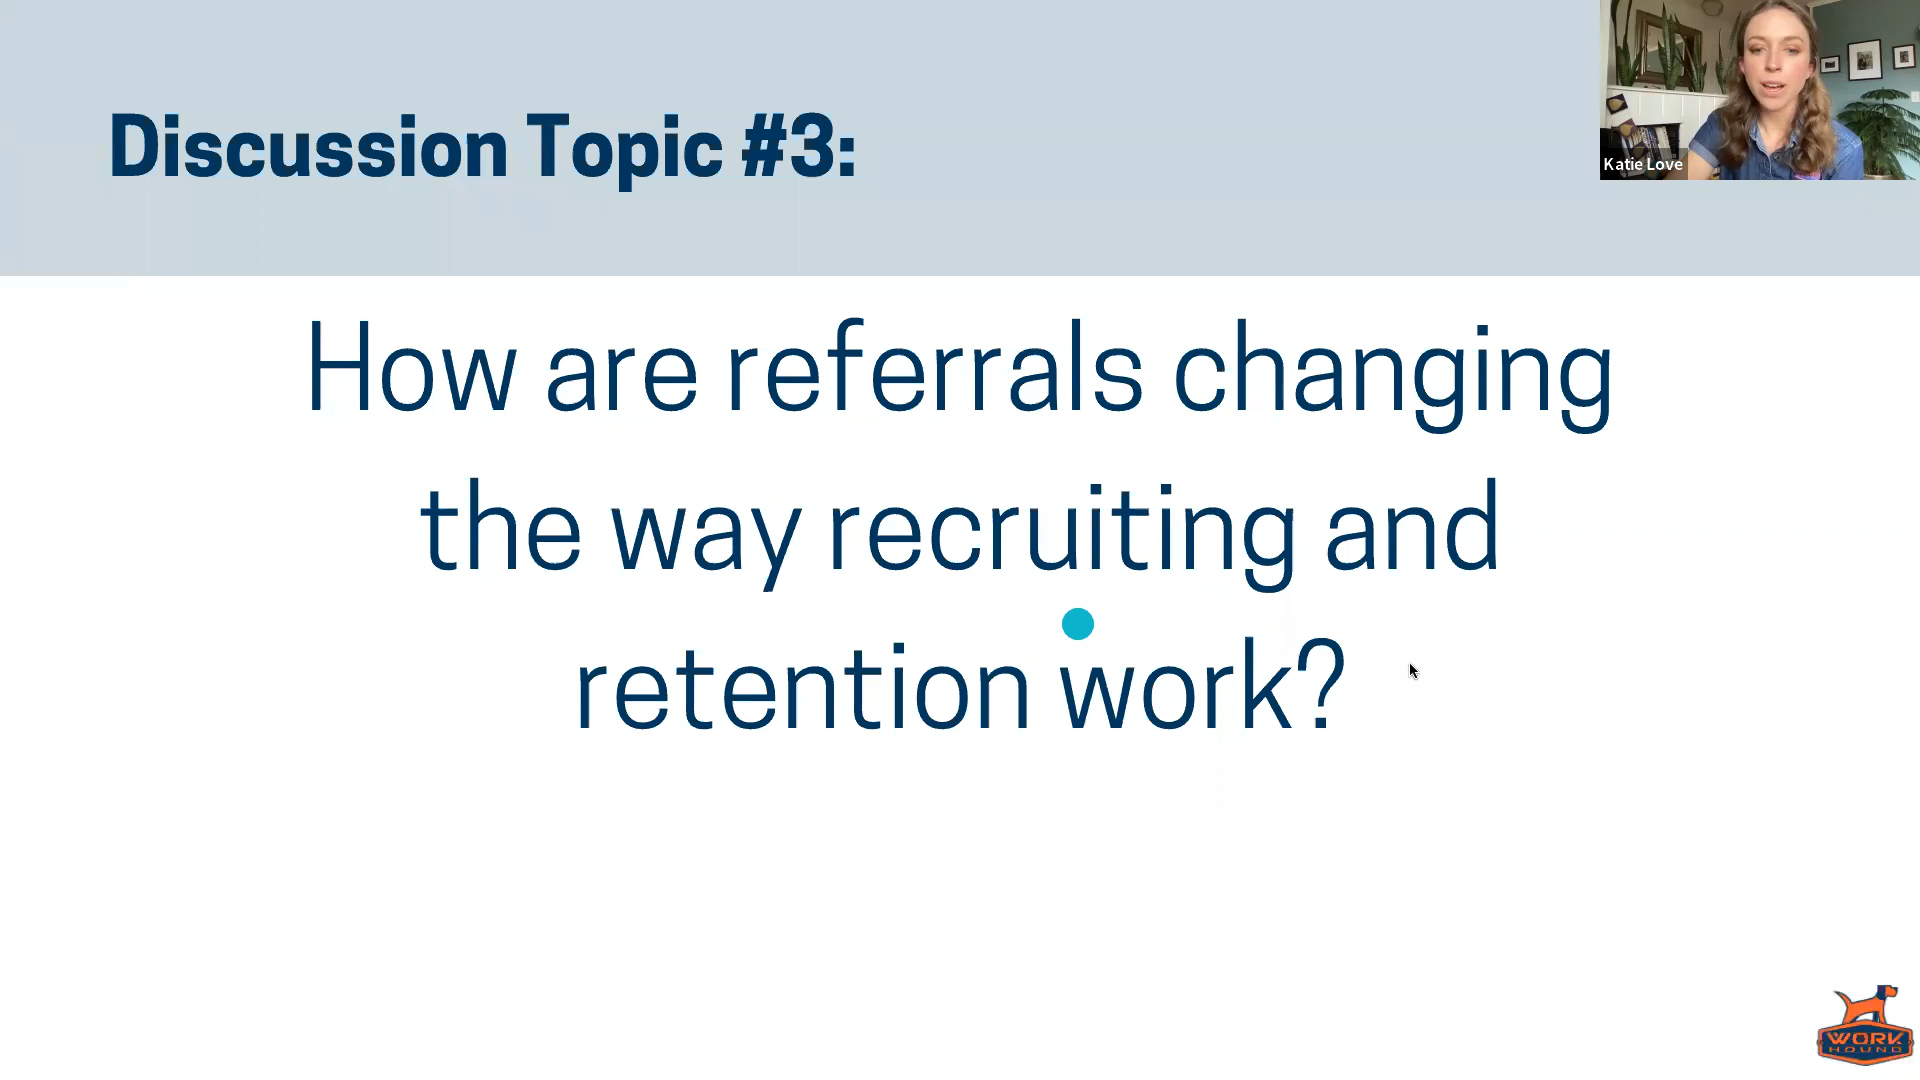 Discussion Topic #3:
Katie Love
How are referrals changing
the way recruiting and
retention work?
WORK
HOUND